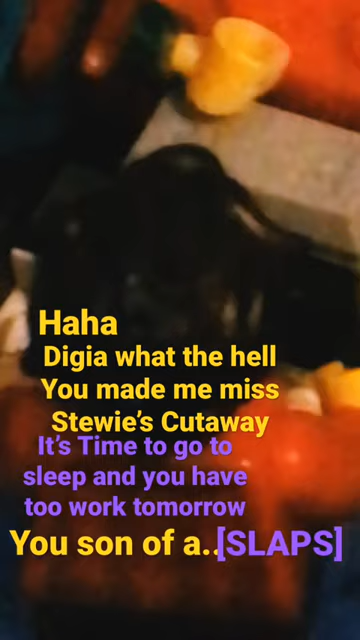 Haha
Digia what the hell
You made me miss
Stewie's Cutaway
It's Time to go to
sleep and you have
too work tomorrow
You son of a..[SLAPS]